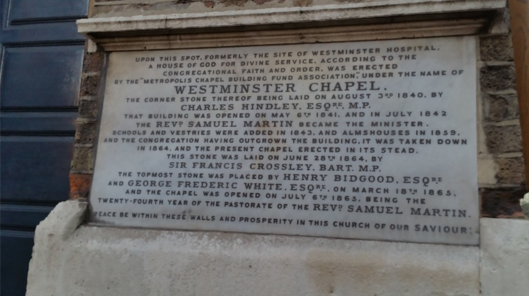 UPON THIS SPOT, FORMERLY THE SITE OF WESTMINSTER HOSPITAL,
A HOUSE OF GOD FOR DIVINE SERVICE, ACCORDING TO THE
CONGREGATIONAL FAITH AND ORDER, WAS ERECTED
BY THE "METROPOLIS CHAPEL BUILDING FUND ASSOCIATION," UNDER THE NAME OF
WESTMINSTER CHAPEL.
THE CORNER STONE THEREOF BEING LAID ON AUGUST 3RD 1840, BY
CHARLES HINDLEY, ESQRE, M.P.
THAT BUILDING WAS OPENED ON MAY 6TH 1841, AND IN JULY 1842
THE REVD SAMUEL MARTIN BECAME THE MINISTER.
SCHOOLS AND VESTRIES WERE ADDED IN 1843, AND ALMSHOUSES IN 1859,
AND THE CONGREGATION HAVING OUTGROWN THE BUILDING, IT WAS TAKEN DOWN
IN 1864, AND THE PRESENT CHAPEL ERECTED IN ITS STEAD.
THIS STONE WAS LAID ON JUNE 28TH 1864, BY
SIR FRANCIS CROSSLEY, BART, M.P.
THE TOPMOST STONE WAS PLACED BY HENRY BIDGOOD, ESQRE
AND GEORGE FREDERIC WHITE, ESQRE, ON MARCH 18TH 1865,
AND THE CHAPEL WAS OPENED ON JULY 6TH 1865, BEING THE
TWENTY-FOURTH YEAR OF THE PASTORATE OF THE REVD SAMUEL MARTIN.
PEACE BE WITHIN THESE WALLS AND PROSPERITY IN THIS CHURCH OF OUR SAVIOUR.